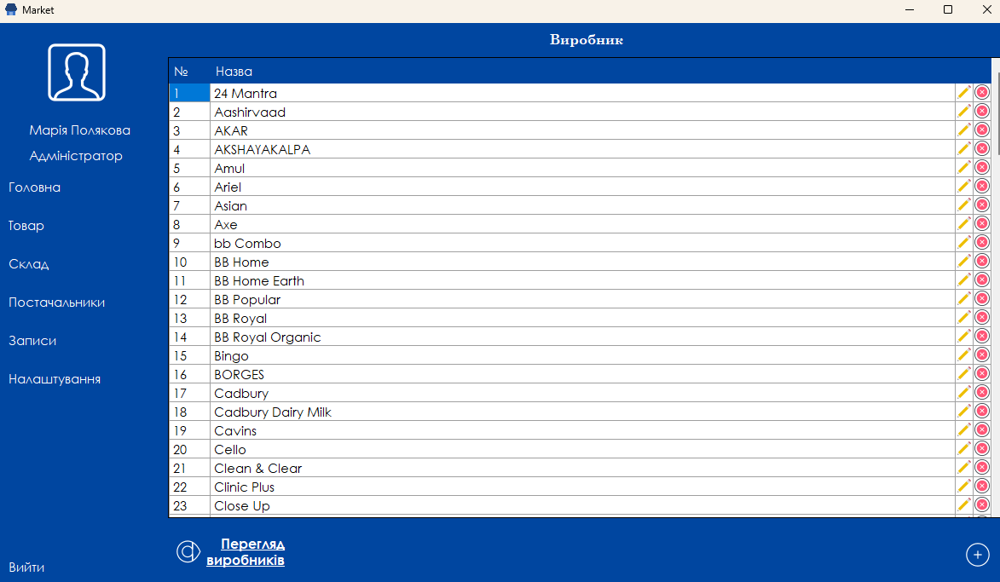 Market
Виробник
Марія Полякова
Адміністратор
Головна
Товар
Склад
Постачальники
Записи
Налаштування
Вийти
№ Назва
1 24 Mantra
2 Aashirvaad
3 AKAR
4 AKSHAYAKALPA
5 Amul
6 Ariel
7 Asian
8 Axe
9 bb Combo
10 BB Home
11 BB Home Earth
12 BB Popular
13 BB Royal
14 BB Royal Organic
15 Bingo
16 BORGES
17 Cadbury
18 Cadbury Dairy Milk
19 Cavins
20 Cello
21 Clean & Clear
22 Clinic Plus
23 Close Up
Перегляд
виробників